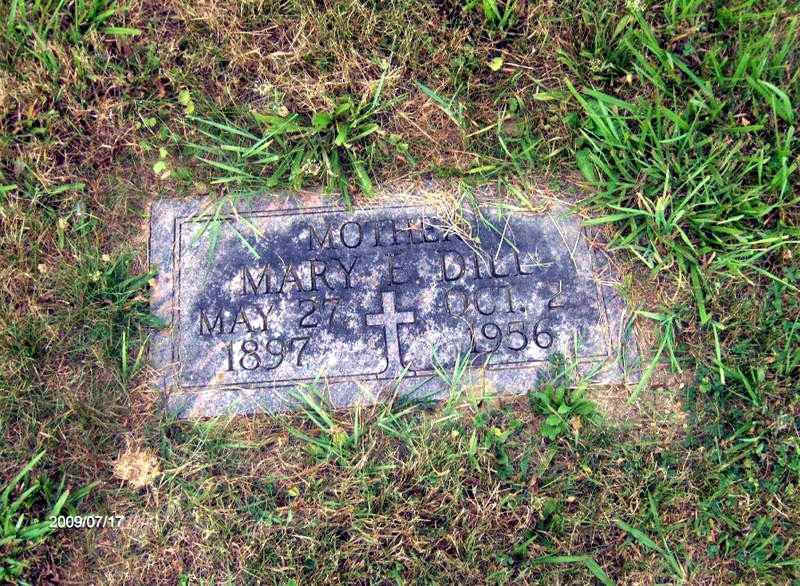 MOTHER
MARY E. DILL
MAY 27 OCT. 2
1897 1956
2009/07/17